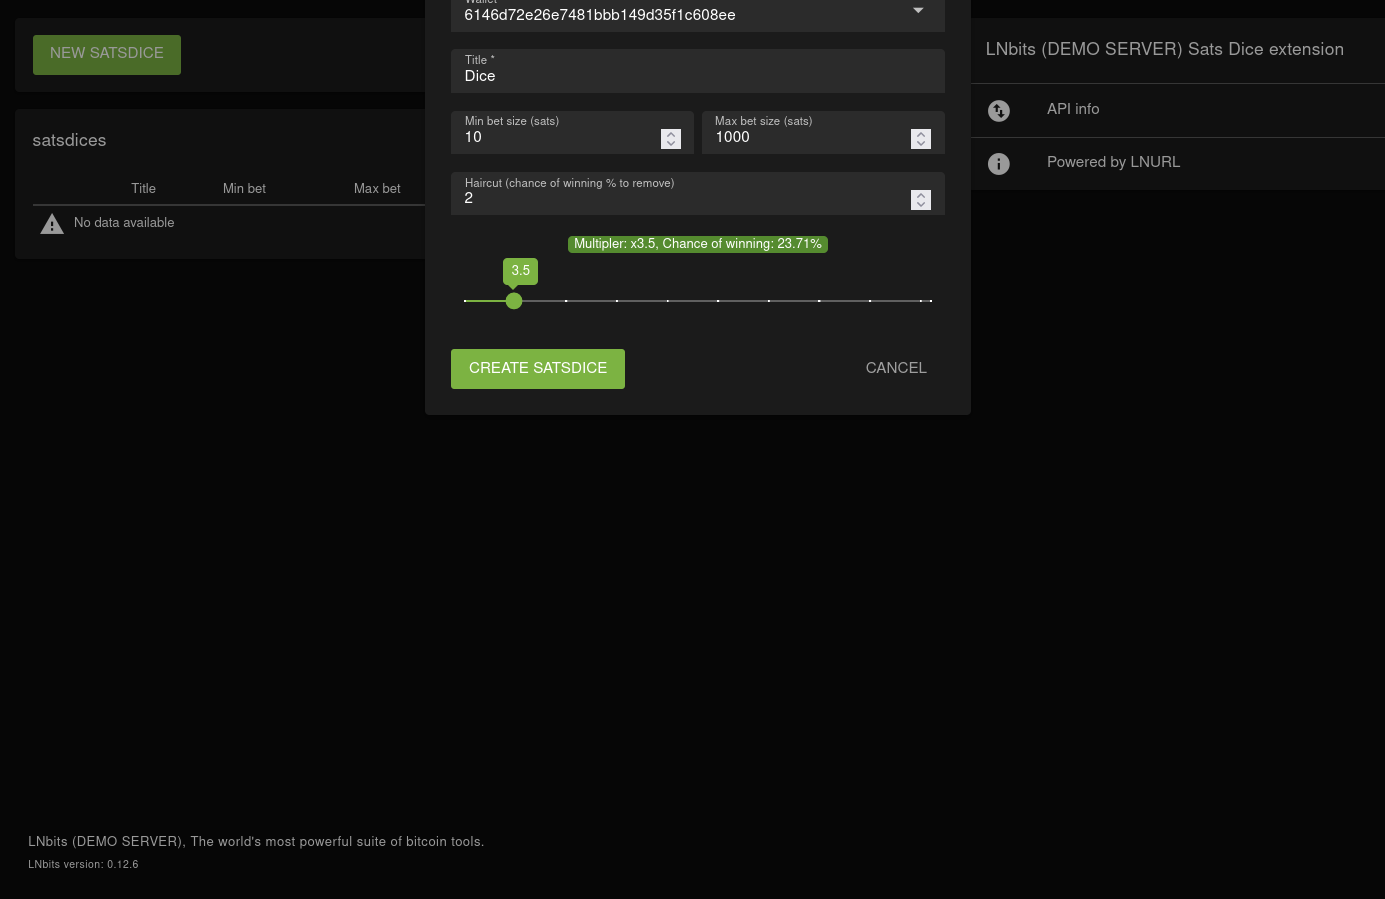 NEW SATSDICE
satsdices
Title Min bet Max bet
No data available
Wallet
6146d72e26e7481bbb149d35f1c608ee
Title *
Dice
Min bet size (sats)
10
Max bet size (sats)
1000
Haircut (chance of winning % to remove)
2
Multipler: x3.5, Chance of winning: 23.71%
3.5
CREATE SATSDICE
CANCEL
LNbits (DEMO SERVER) Sats Dice extension
API info
Powered by LNURL
LNbits (DEMO SERVER), The world's most powerful suite of bitcoin tools.
LNbits version: 0.12.6